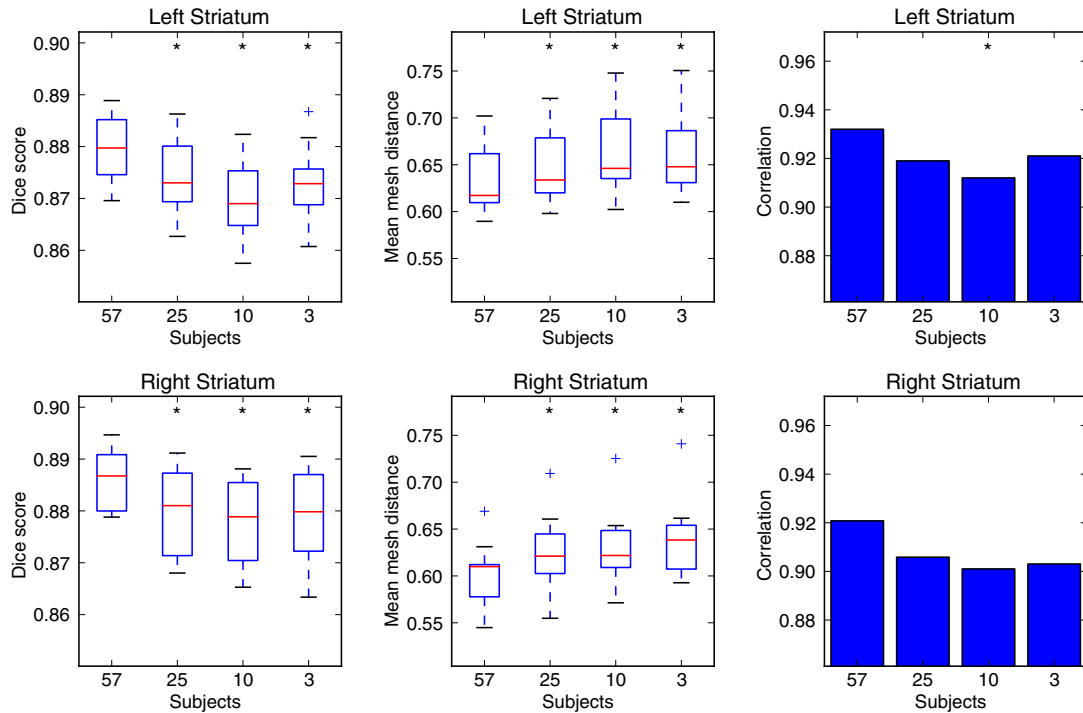 Left Striatum
0.90
0.89
0.88
0.87
0.86
Dice score
* * *
57 25 10 3
Subjects
Left Striatum
0.75
0.70
0.65
0.60
0.55
Mean mesh distance
* * *
57 25 10 3
Subjects
Left Striatum
0.96
0.94
0.92
0.90
0.88
Correlation
*
57 25 10 3
Subjects
Right Striatum
0.90
0.89
0.88
0.87
0.86
Dice score
* * *
57 25 10 3
Subjects
Right Striatum
0.75
0.70
0.65
0.60
0.55
Mean mesh distance
* * *
57 25 10 3
Subjects
Right Striatum
0.96
0.94
0.92
0.90
0.88
Correlation
57 25 10 3
Subjects